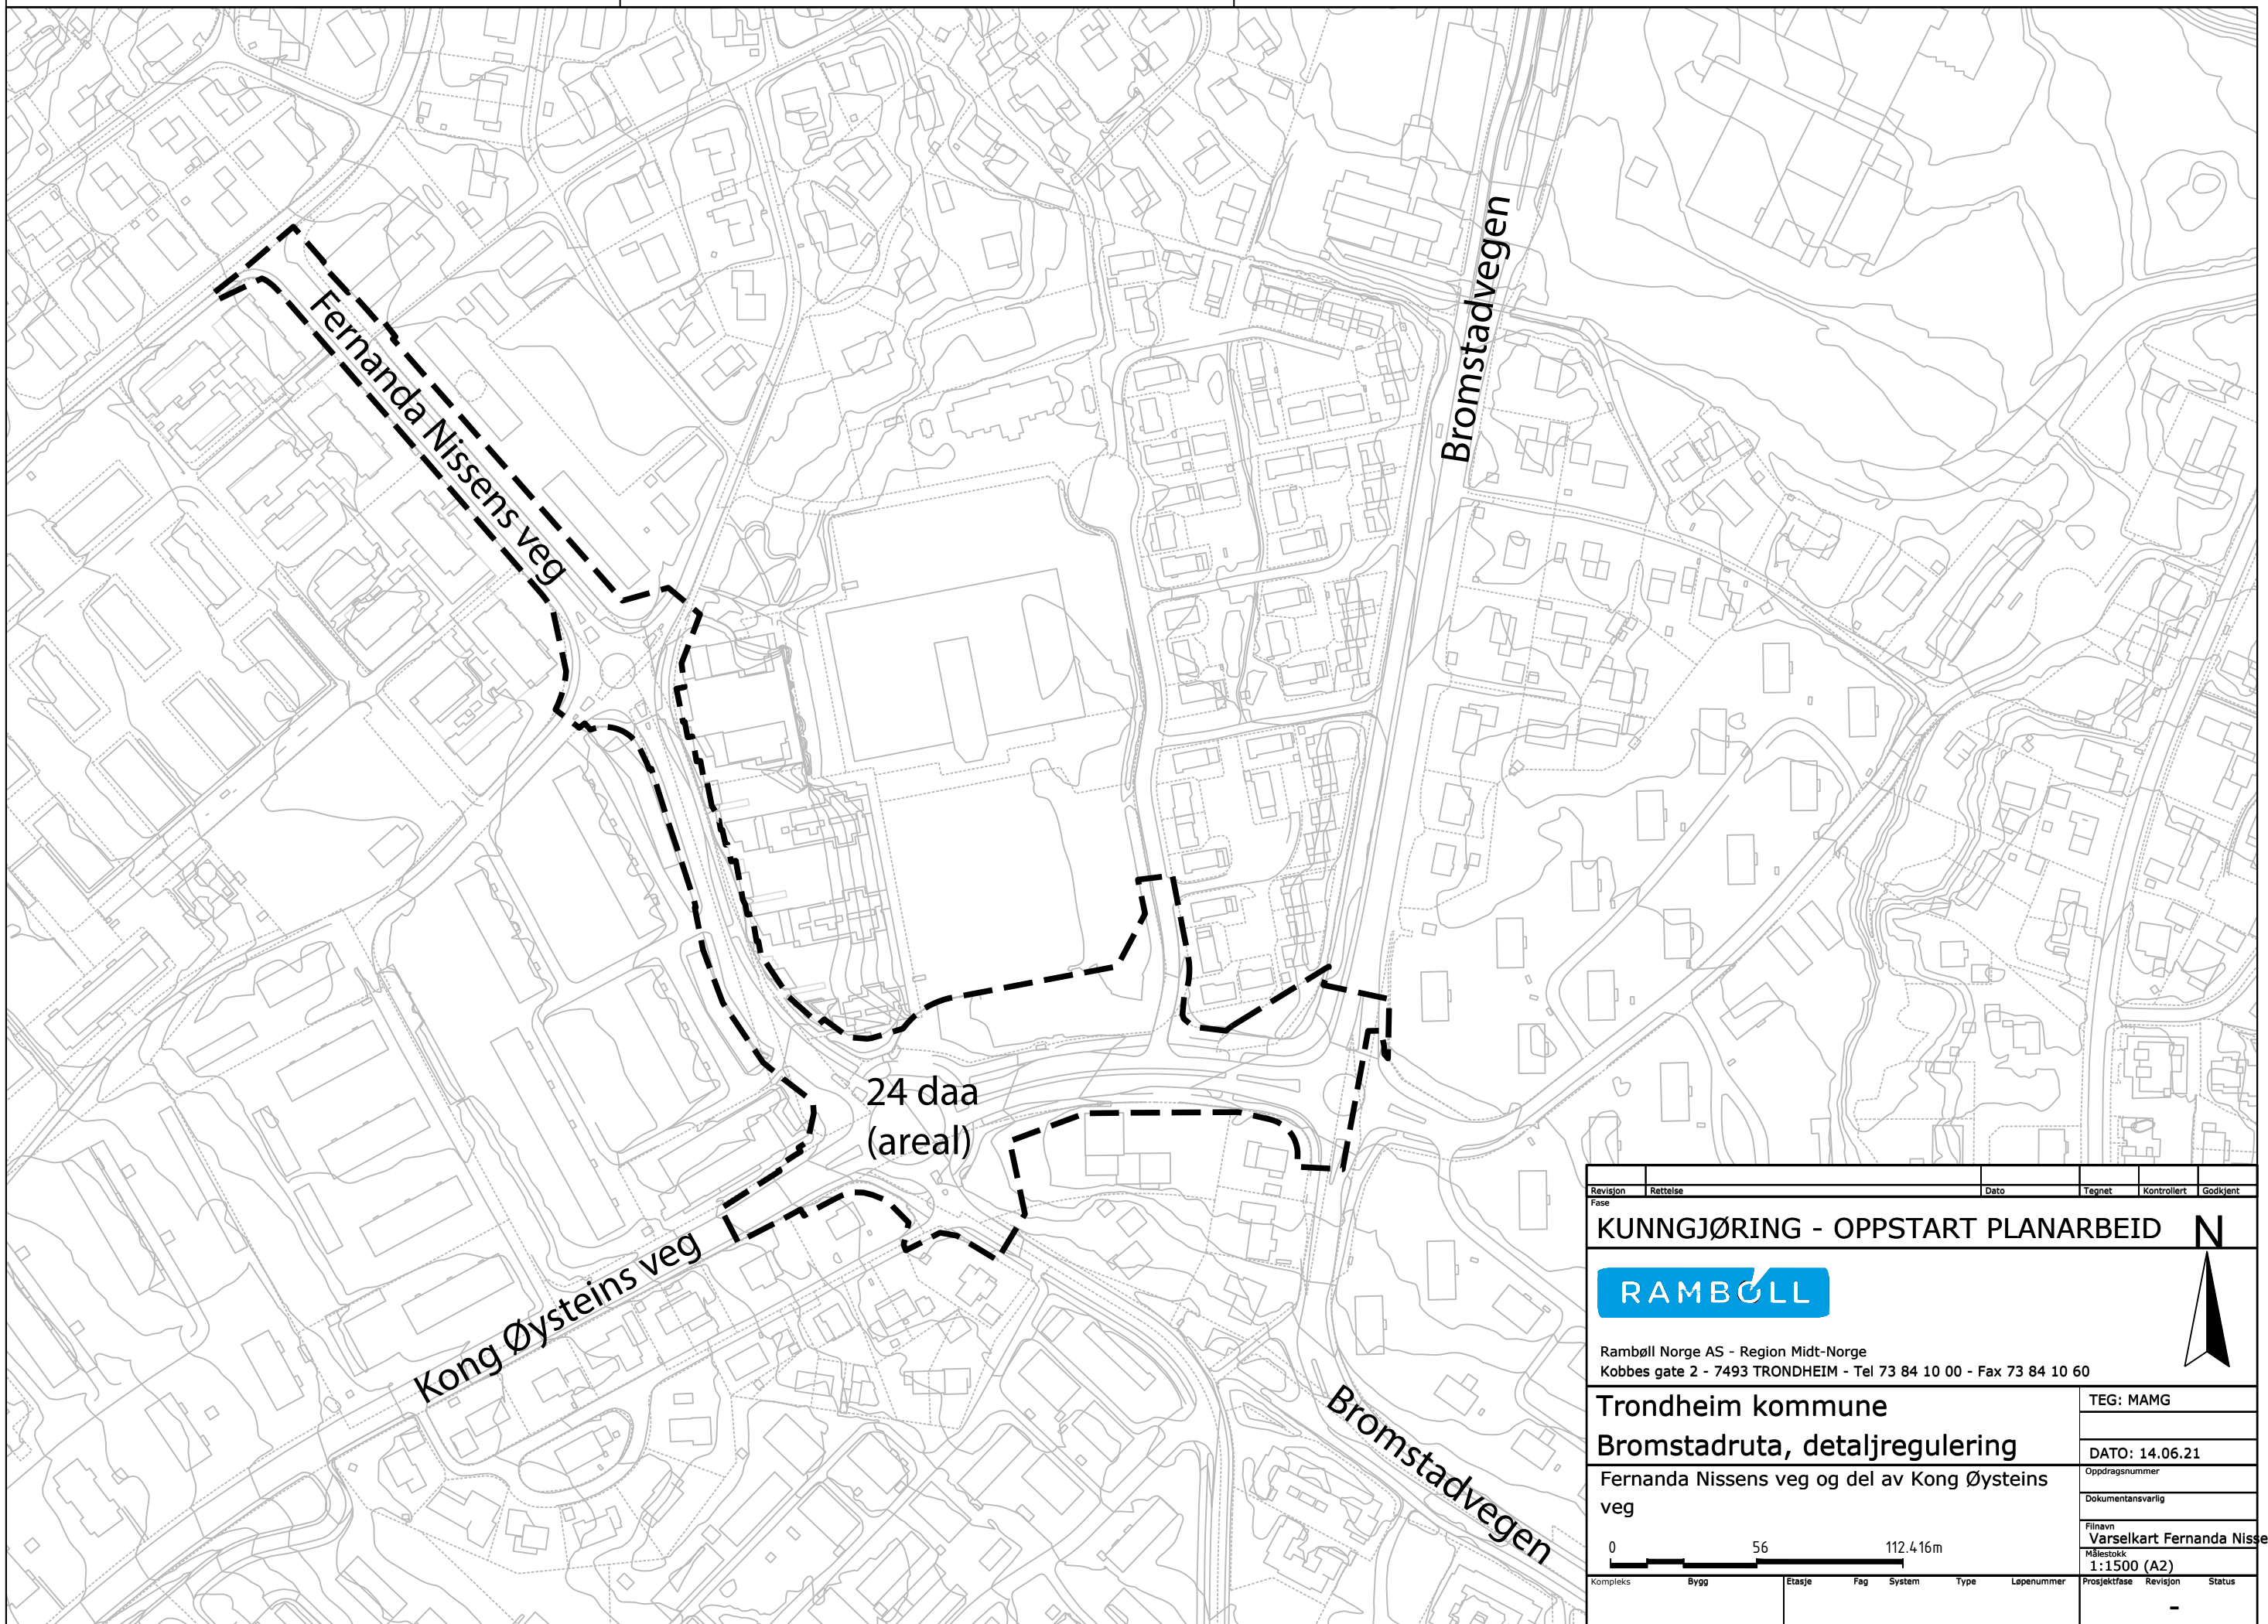 Bromstadvegen
Fernanda Nissens veg
24 daa
(areal)
Kong Øysteins veg
Bromstadvegen
Revisjon Rettelse Dato Tegnet Kontrollert Godkjent
Fase
KUNNGJØRING - OPPSTART PLANARBEID N
RAMBOLL
Rambøll Norge AS - Region Midt-Norge
Kobbes gate 2 - 7493 TRONDHEIM - Tel 73 84 10 00 - Fax 73 84 10 60
Trondheim kommune
Bromstadruta, detaljregulering
TEG: MAMG
DATO: 14.06.21
Fernanda Nissens veg og del av Kong Øysteins
veg
Oppdragsnummer
Dokumentansvarlig
Filnavn
Varselkart Fernanda Nisse
Målestokk
1:1500 (A2)
0 56 112.416m
Kompleks Bygg Etasje Fag System Type Løpenummer Prosjektfase Revisjon Status
-